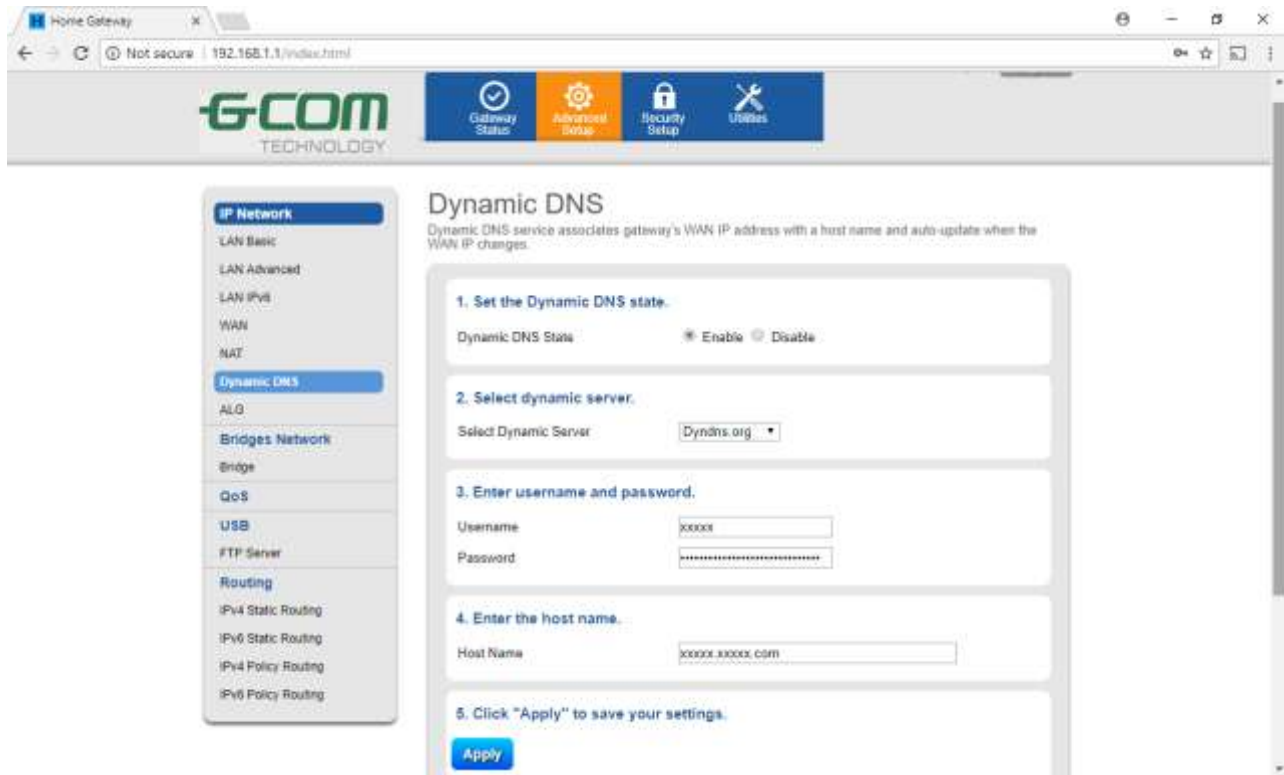 Home Gateway
Not secure | 192.168.1.1/index.html
G-COM
TECHNOLOGY
Gateway
Status
Advanced
Setup
Security
Setup
Utilities
IP Network
LAN Basic
LAN Advanced
LAN IPv6
WAN
NAT
Dynamic DNS
ALG
Bridges Network
Bridge
QoS
USB
FTP Server
Routing
IPv4 Static Routing
IPv6 Static Routing
IPv4 Policy Routing
IPv6 Policy Routing
Dynamic DNS
Dynamic DNS service associates gateway's WAN IP address with a host name and auto-update when the
WAN IP changes.
1. Set the Dynamic DNS state.
Dynamic DNS State Enable Disable
2. Select dynamic server.
Select Dynamic Server Dyndns.org
3. Enter username and password.
Username xxxxx
Password
4. Enter the host name.
Host Name xxxxx.xxxxx.com
5. Click "Apply" to save your settings.
Apply